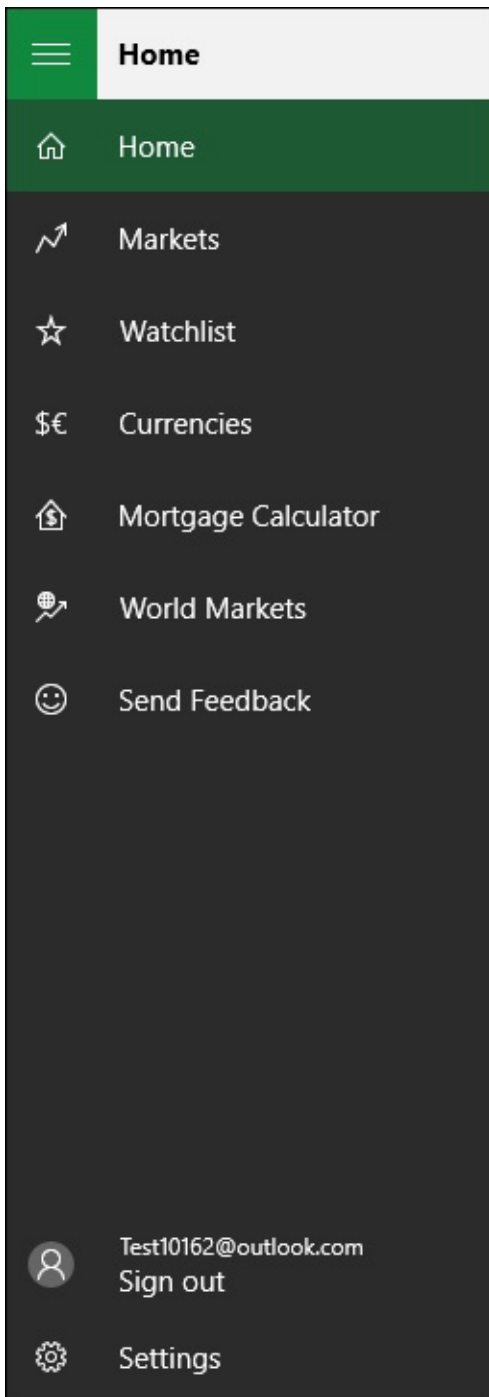 Home
Home
Markets
Watchlist
$€ Currencies
Mortgage Calculator
World Markets
Send Feedback
Test10162@outlook.com
Sign out
Settings